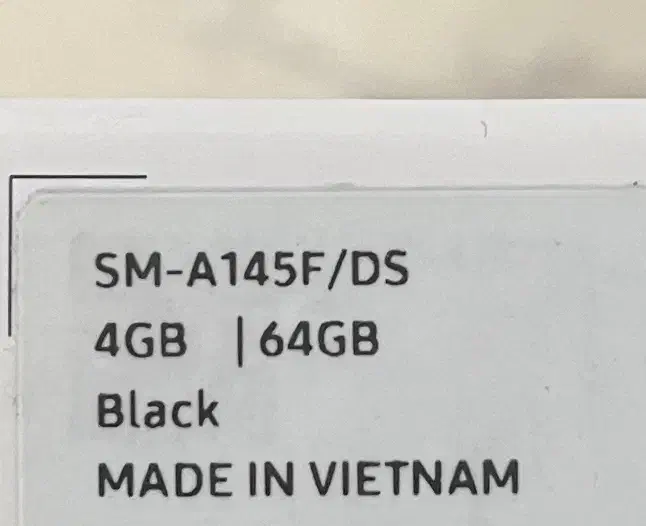 SM-A145F/DS
4GB | 64GB
Black
MADE IN VIETNAM